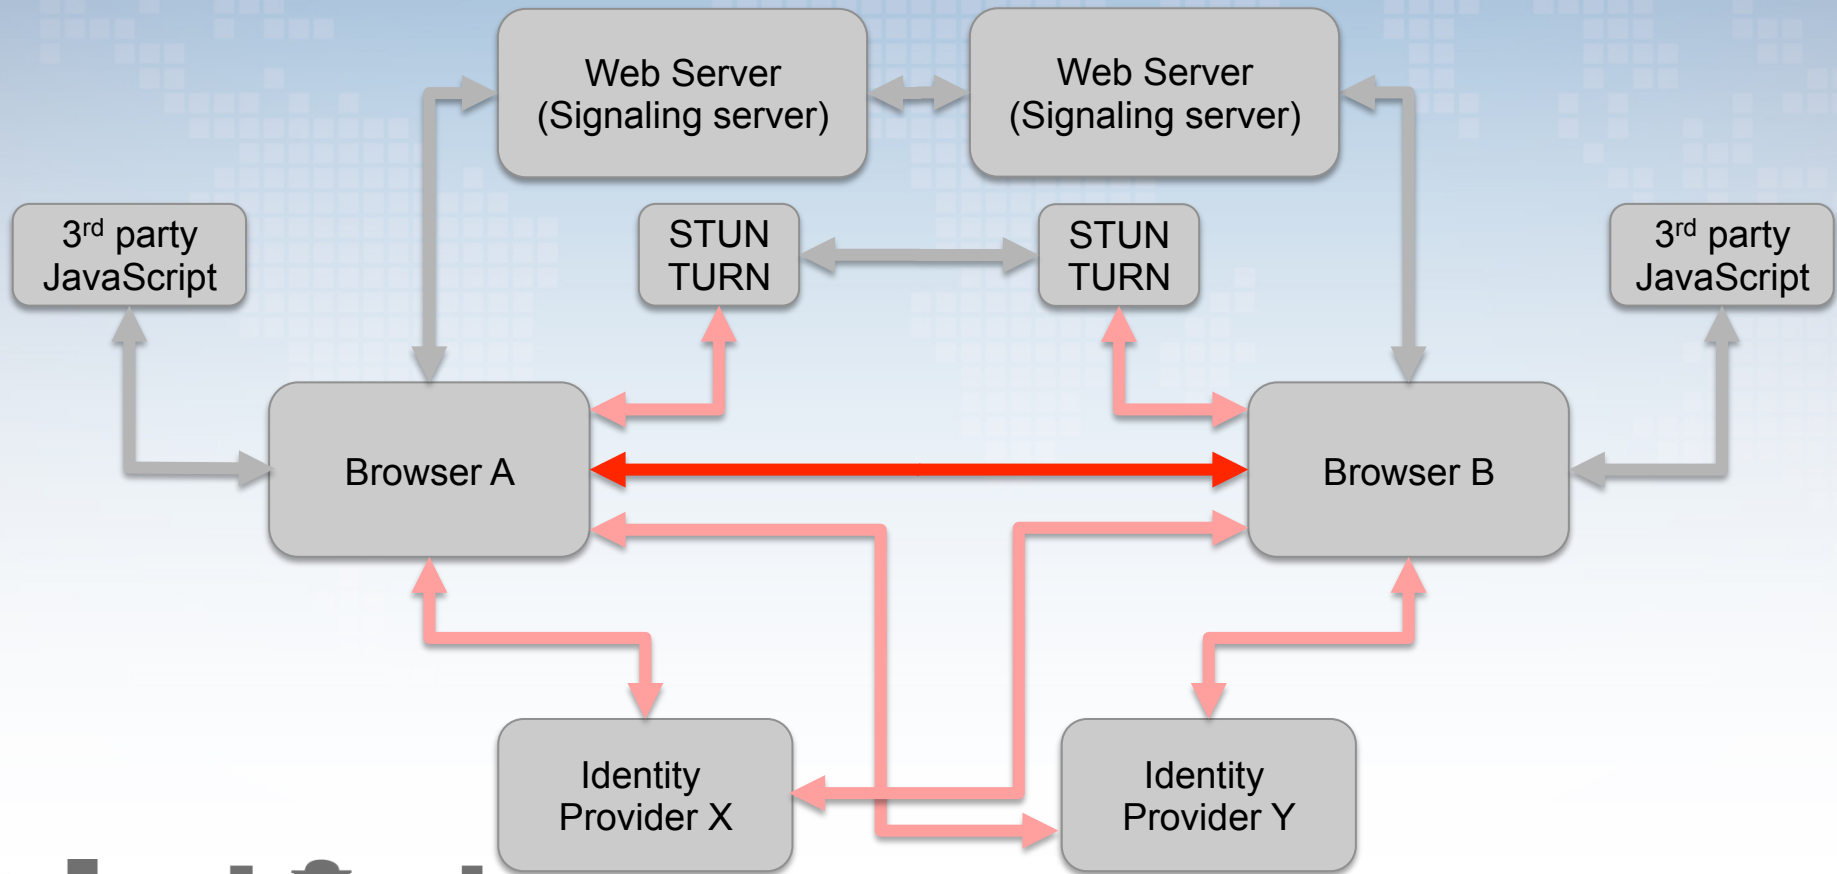 Web Server
(Signaling server)
Web Server
(Signaling server)
3rd party
JavaScript
STUN
TURN
STUN
TURN
3rd party
JavaScript
Browser A
Browser B
Identity
Provider X
Identity
Provider Y